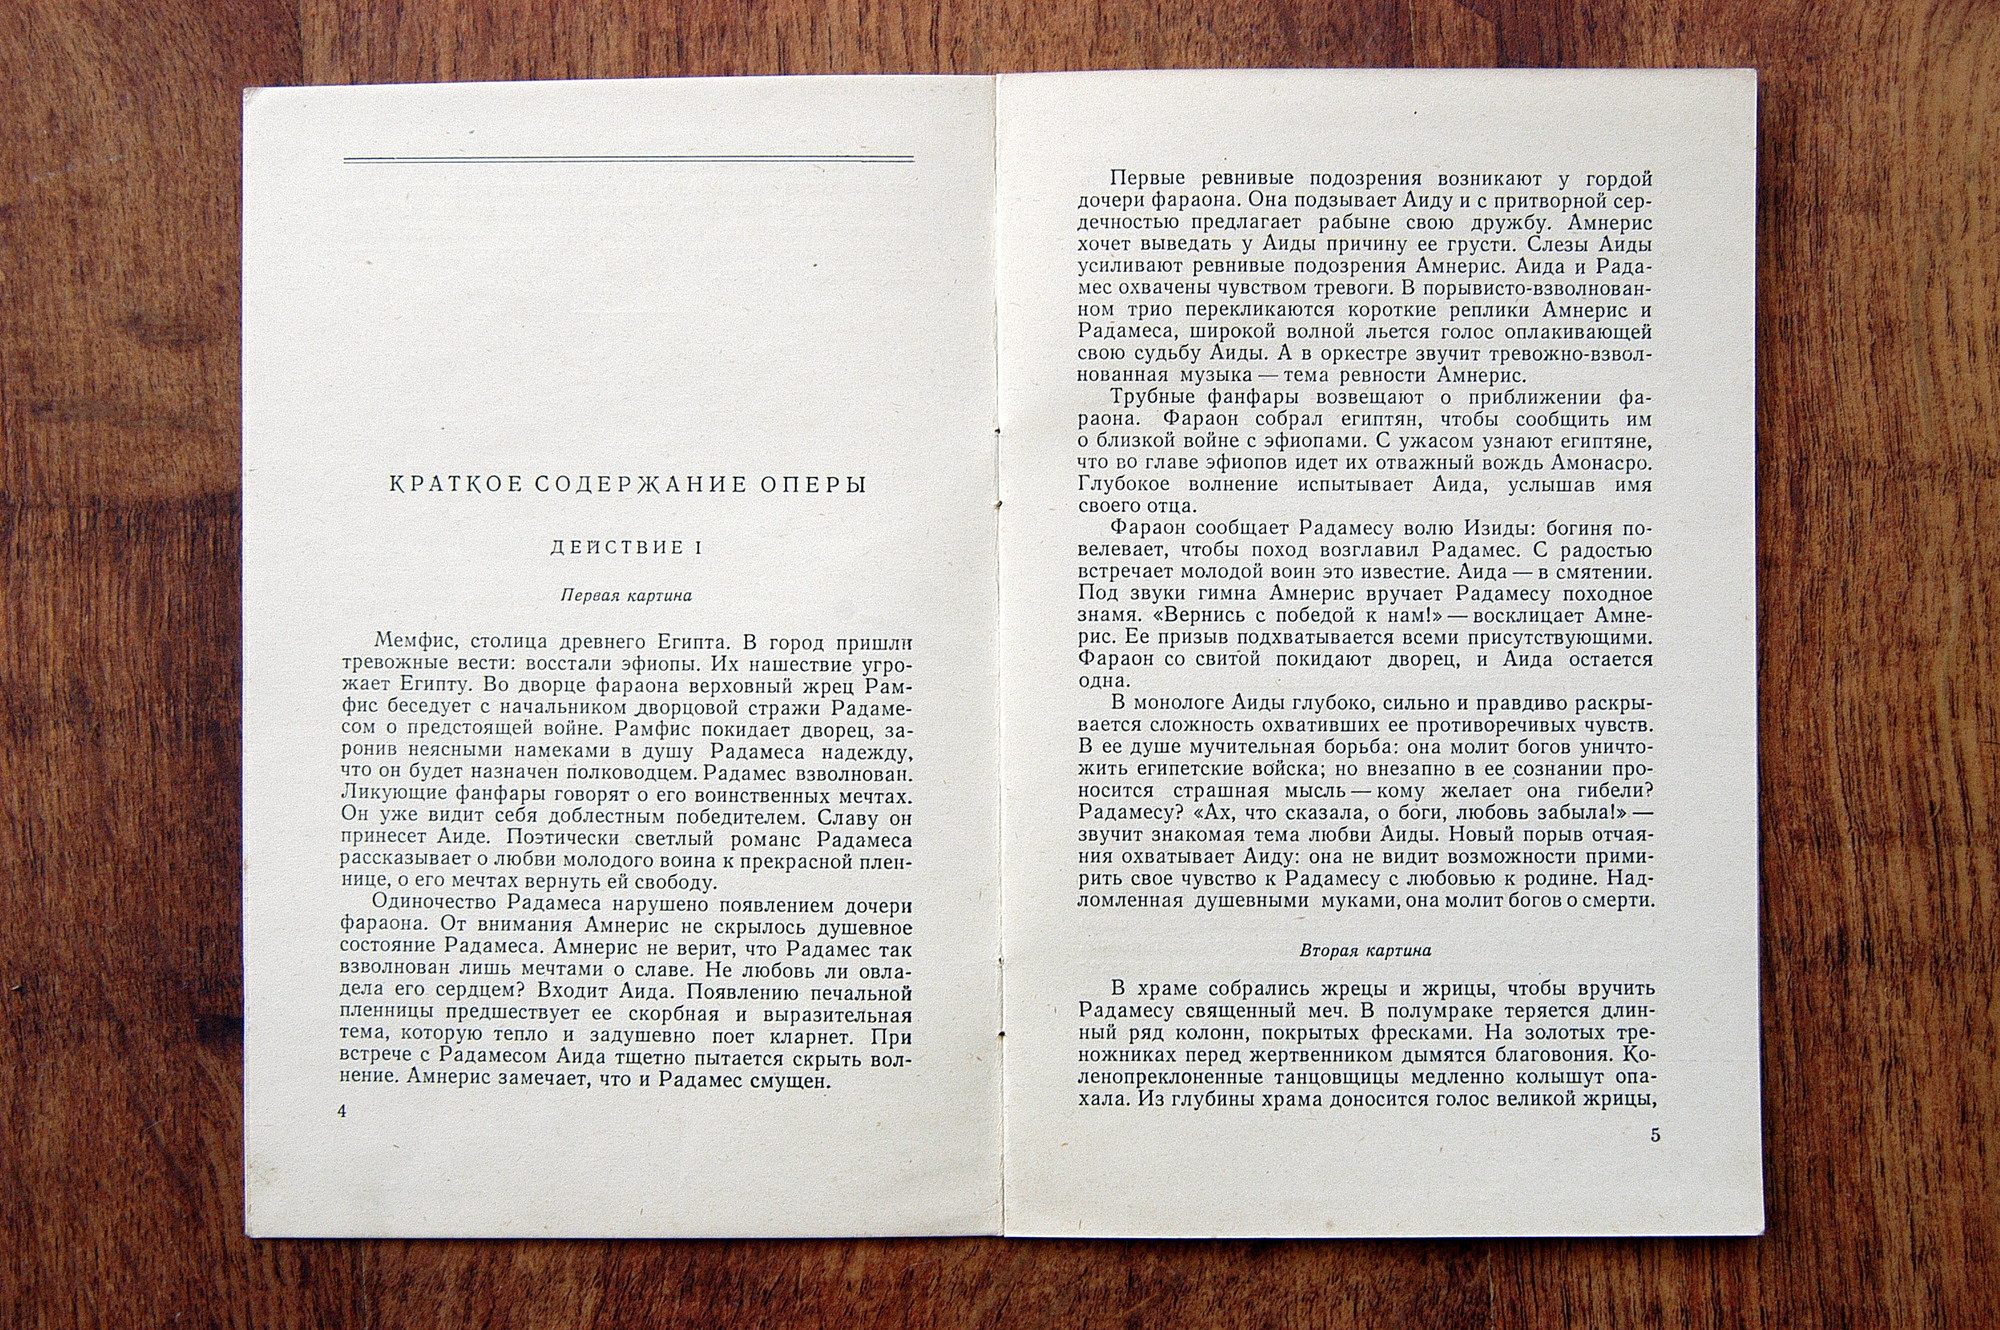 КРАТКОЕ СОДЕРЖАНИЕ ОПЕРЫ
ДЕЙСТВИЕ I
Первая картина
Мемфис, столица древнего Египта. В город пришли
тревожные вести: восстали эфиопы. Их нашествие угро-
жает Египту. Во дворце фараона верховный жрец Рам-
фис беседует с начальником дворцовой стражи Радаме-
сом о предстоящей войне. Рамфис покидает дворец, за-
ронив неясными намеками в душу Радамеса надежду,
что он будет назначен полководцем. Радамес взволнован.
Ликующие фанфары говорят о его воинственных мечтах.
Он уже видит себя доблестным победителем. Славу он
принесет Аиде. Поэтически светлый романс Радамеса
рассказывает о любви молодого воина к прекрасной плен-
нице, о его мечтах вернуть ей свободу.
Одиночество Радамеса нарушено появлением дочери
фараона. От внимания Амнерис не скрылось душевное
состояние Радамеса. Амнерис не верит, что Радамес так
взволнован лишь мечтами о славе. Не любовь ли овла-
дела его сердцем? Входит Аида. Появлению печальной
пленницы предшествует ее скорбная и выразительная
тема, которую тепло и задушевно поет кларнет. При
встрече с Радамесом Аида тщетно пытается скрыть вол-
нение. Амнерис замечает, что и Радамес смущен.
4
Первые ревнивые подозрения возникают у гордой
дочери фараона. Она подзывает Аиду и с притворной сер-
дечностью предлагает рабыне свою дружбу. Амнерис
хочет выведать у Аиды причину ее грусти. Слезы Аиды
усиливают ревнивые подозрения Амнерис. Аида и Рада-
мес охвачены чувством тревоги. В порывисто-взволнован-
ном трио перекликаются короткие реплики Амнерис и
Радамеса, широкой волной льется голос оплакивающей
свою судьбу Аиды. А в оркестре звучит тревожно-взвол-
нованная музыка — тема ревности Амнерис.
Трубные фанфары возвещают о приближении фа-
раона. Фараон собрал египтян, чтобы сообщить им
о близкой войне с эфиопами. С ужасом узнают египтяне,
что во главе эфиопов идет их отважный вождь Амонасро.
Глубокое волнение испытывает Аида, услышав имя
своего отца.
Фараон сообщает Радамесу волю Изиды: богиня по-
велевает, чтобы поход возглавил Радамес. С радостью
встречает молодой воин это известие. Аида — в смятении.
Под звуки гимна Амнерис вручает Радамесу походное
знамя. «Вернись с победой к нам!» — восклицает Амне-
рис. Ее призыв подхватывается всеми присутствующими.
Фараон со свитой покидают дворец, и Аида остается
одна.
В монологе Аиды глубоко, сильно и правдиво раскры-
вается сложность охвативших ее противоречивых чувств.
В ее душе мучительная борьба: она молит богов уничто-
жить египетские войска; но внезапно в ее сознании про-
носится страшная мысль — кому желает она гибели?
Радамесу? «Ах, что сказала, о боги, любовь забыла!» —
звучит знакомая тема любви Аиды. Новый порыв отчая-
ния охватывает Аиду: она не видит возможности прими-
рить свое чувство к Радамесу с любовью к родине. Над-
ломленная душевными муками, она молит богов о смерти.
Вторая картина
В храме собрались жрецы и жрицы, чтобы вручить
Радамесу священный меч. В полумраке теряется длин-
ный ряд колонн, покрытых фресками. На золотых тре-
ножниках перед жертвенником дымятся благовония. Ко-
ленопреклоненные танцовщицы медленно колышут опа-
хала. Из глубины храма доносится голос великой жрицы,
5